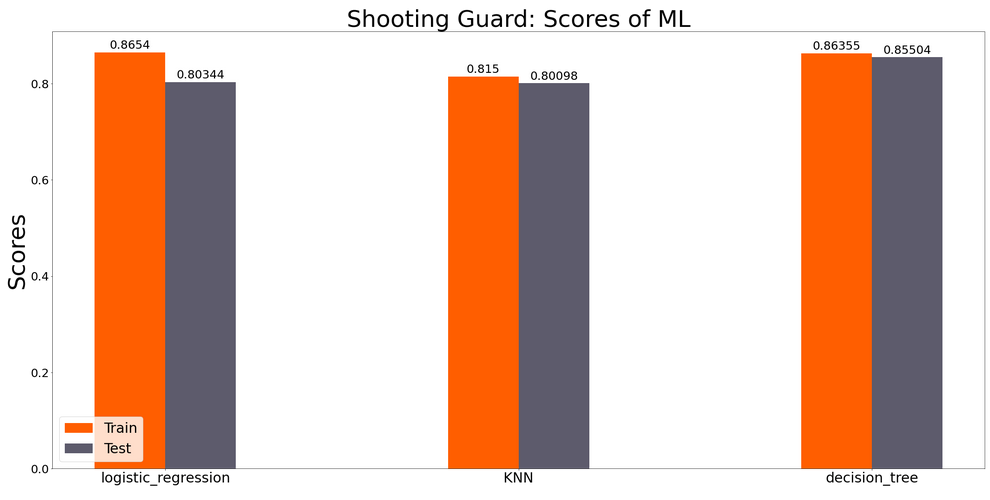 Shooting Guard: Scores of ML
0.8654
0.80344
0.815
0.80098
0.86355
0.85504
Scores
0.8
0.6
0.4
0.2
0.0
Train
Test
logistic_regression
KNN
decision_tree